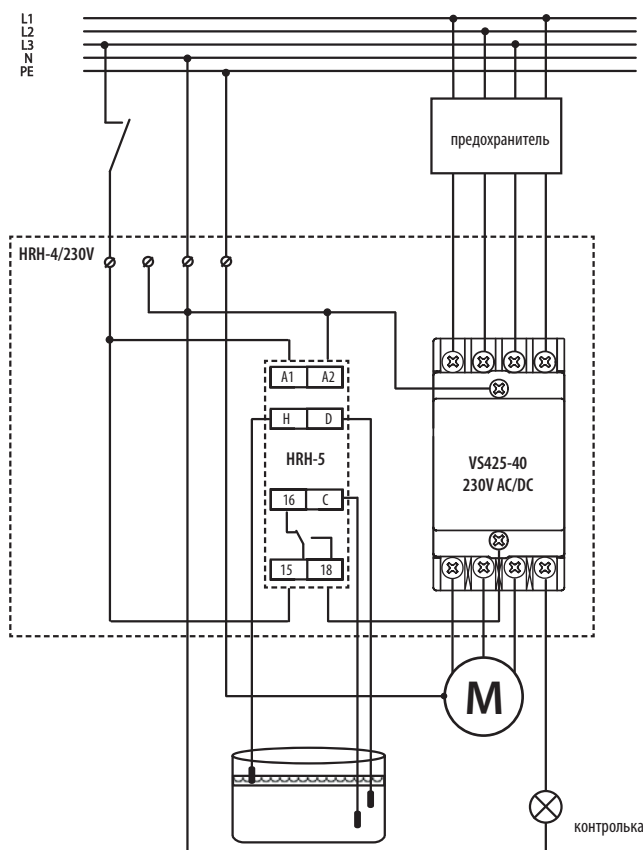 L1
L2
L3
N
PE
предохранитель
HRH-4/230V
A1 A2
H D
HRH-5
VS425-40
230V AC/DC
16 C
15 18
M
контролька